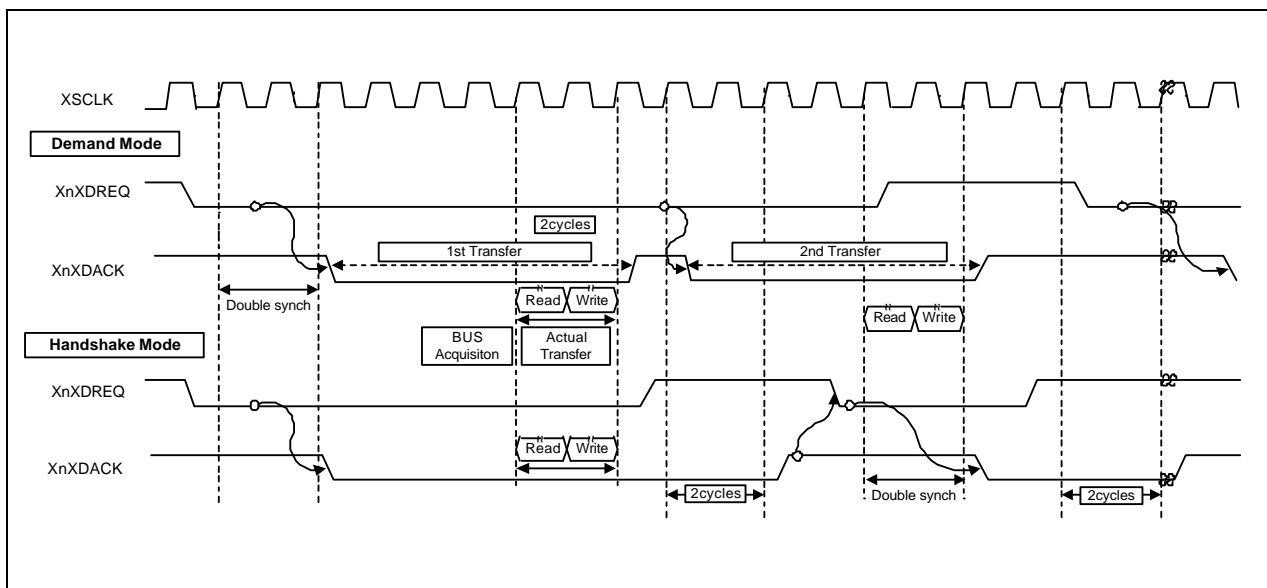 XSCLK
Demand Mode
XnXDREQ
2cycles
XnXDACK
1st Transfer
2nd Transfer
Double synch
Read
Write
Read
Write
BUS
Acquisiton
Actual
Transfer
Handshake Mode
XnXDREQ
Read
Write
XnXDACK
2cycles
Double synch
2cycles